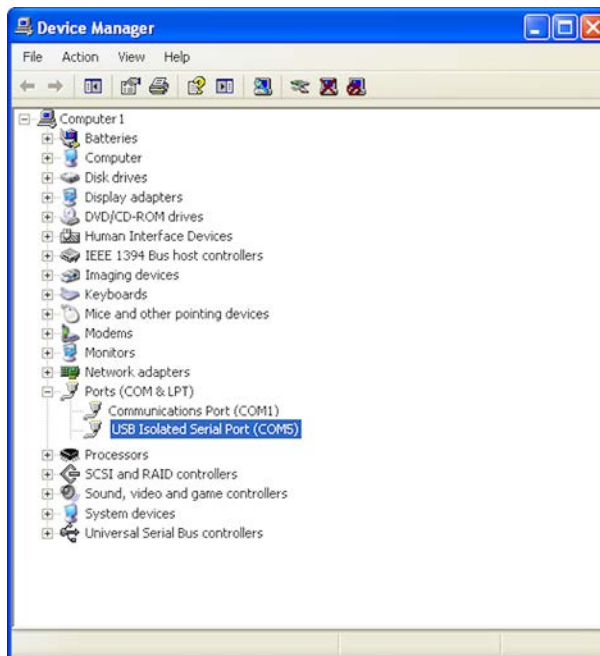 Device Manager
File Action View Help
Computer1
Batteries
Computer
Disk drives
Display adapters
DVD/CD-ROM drives
Human Interface Devices
IEEE 1394 Bus host controllers
Imaging devices
Keyboards
Mice and other pointing devices
Modems
Monitors
Network adapters
Ports (COM & LPT)
Communications Port (COM1)
USB Isolated Serial Port (COM5)
Processors
SCSI and RAID controllers
Sound, video and game controllers
System devices
Universal Serial Bus controllers